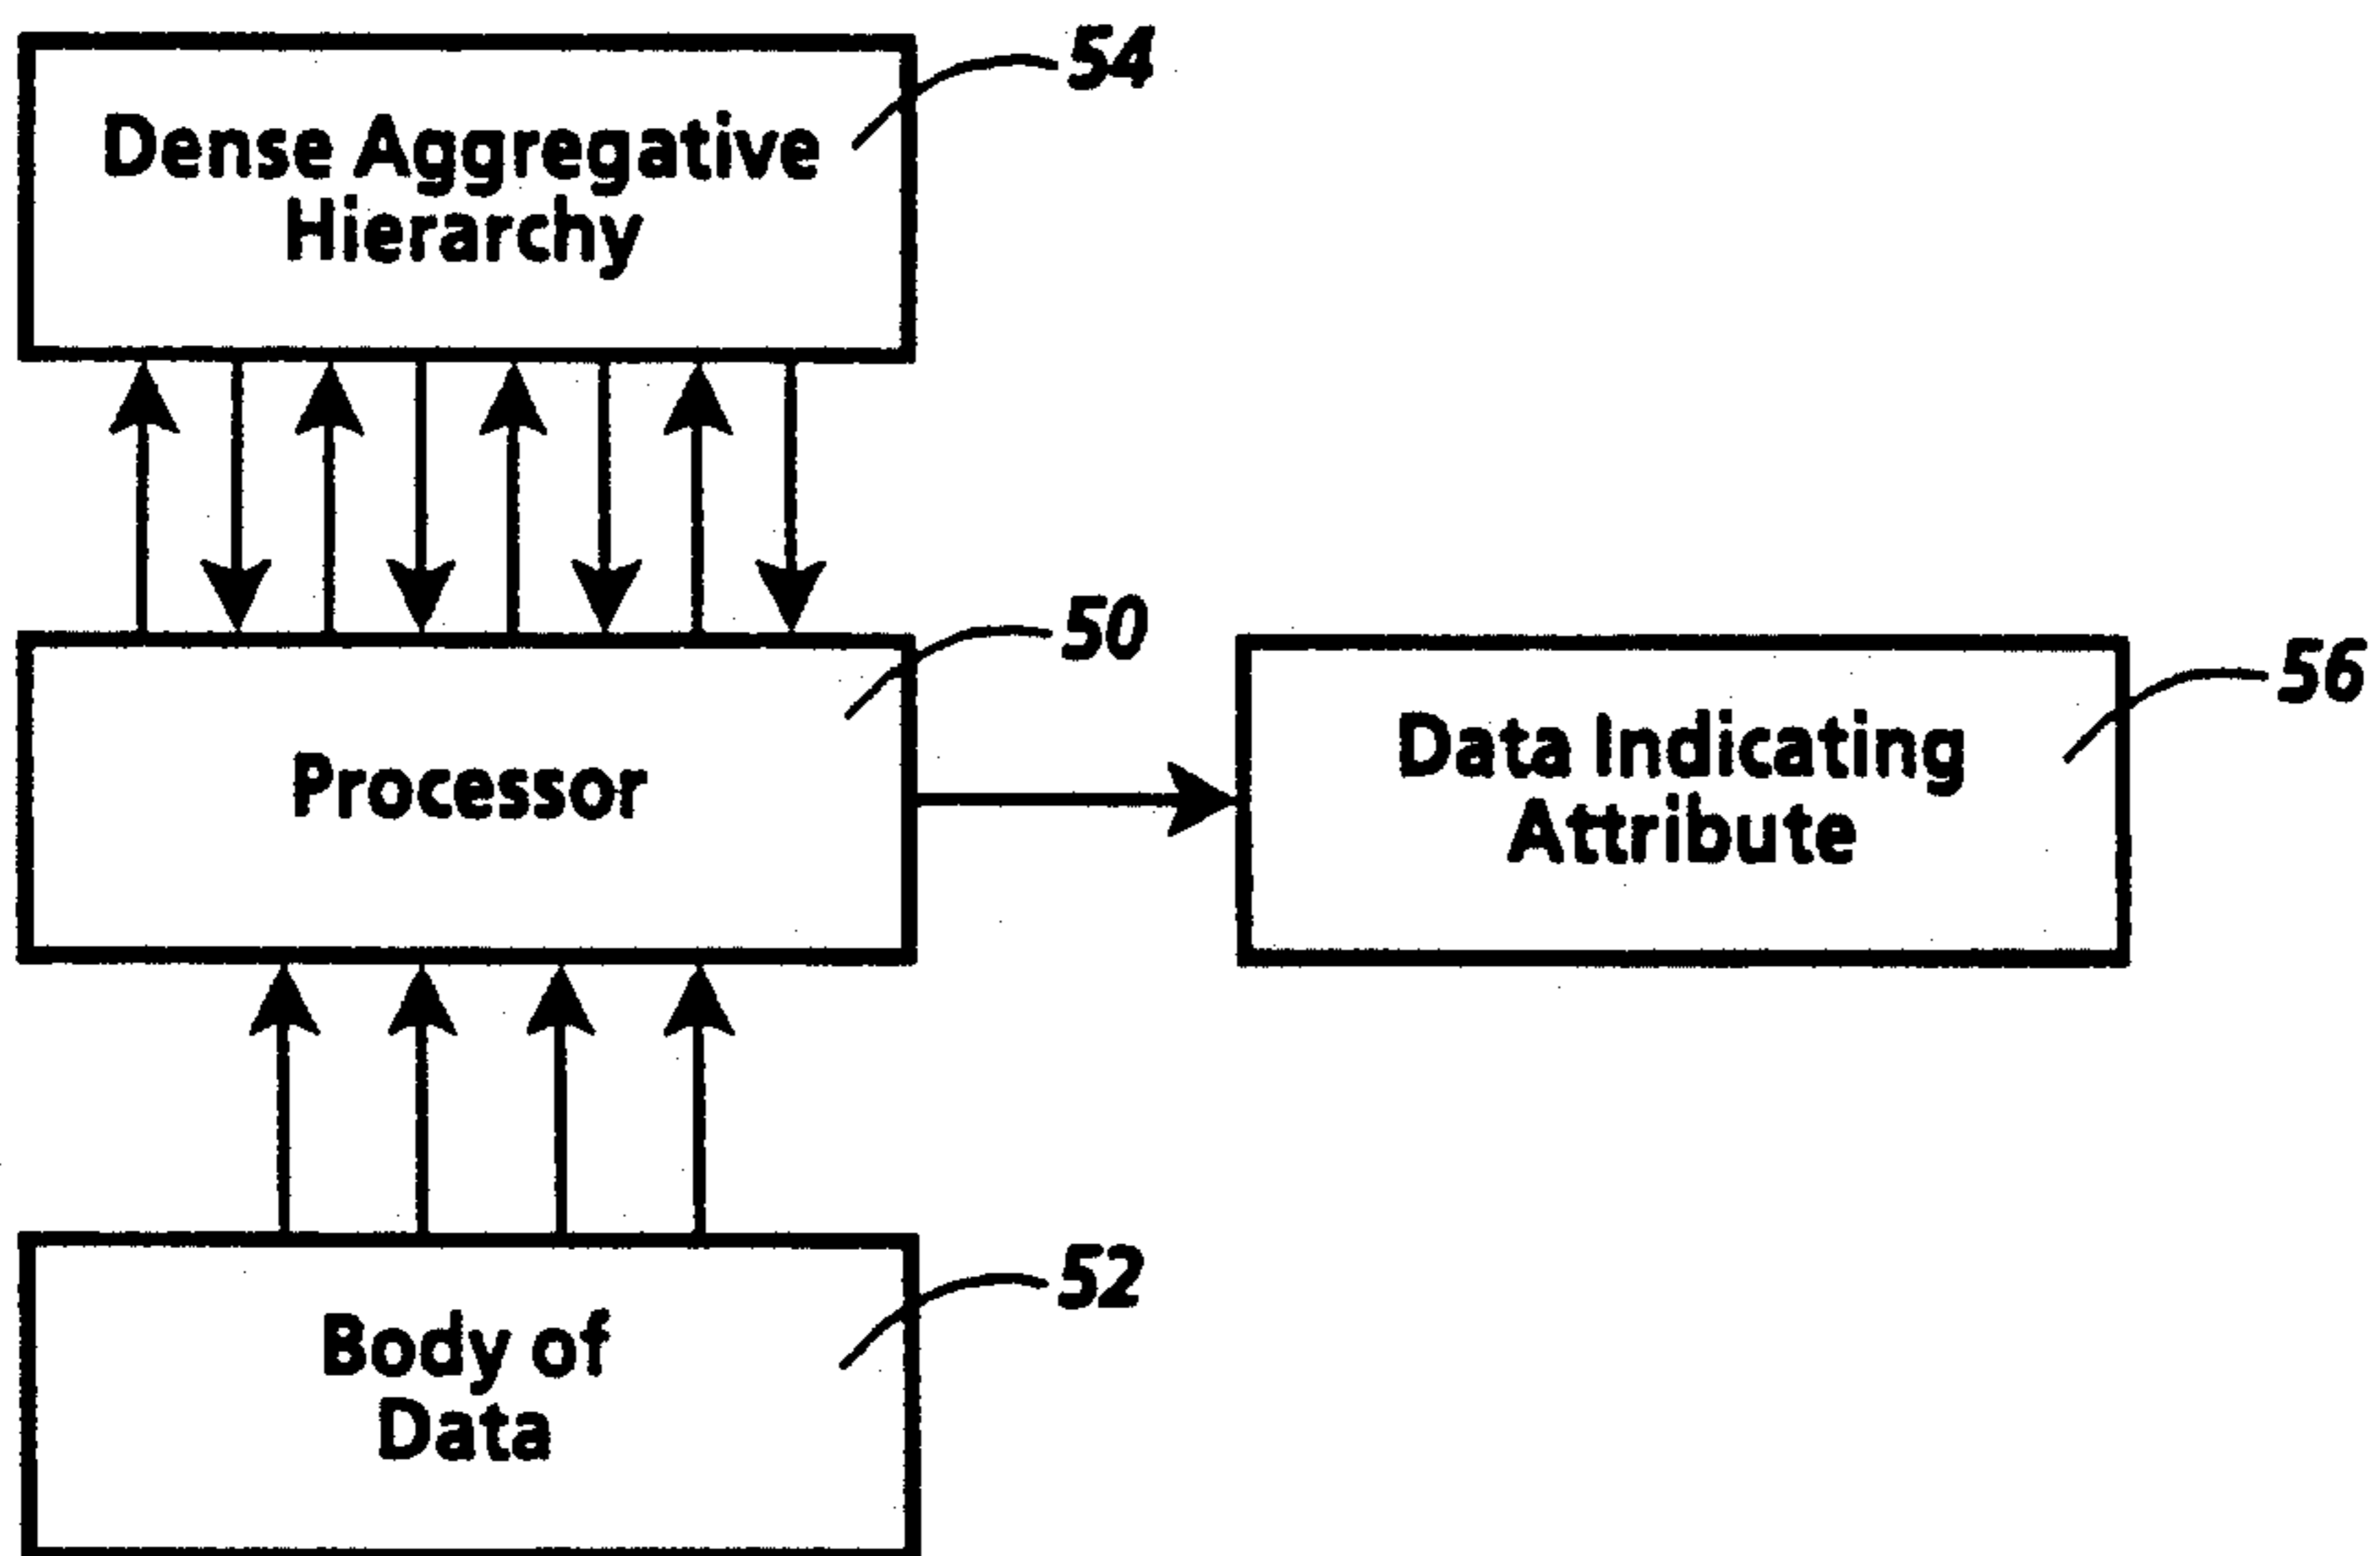 54
Dense Aggregative
Hierarchy
50
Processor
56
Data Indicating
Attribute
52
Body of
Data